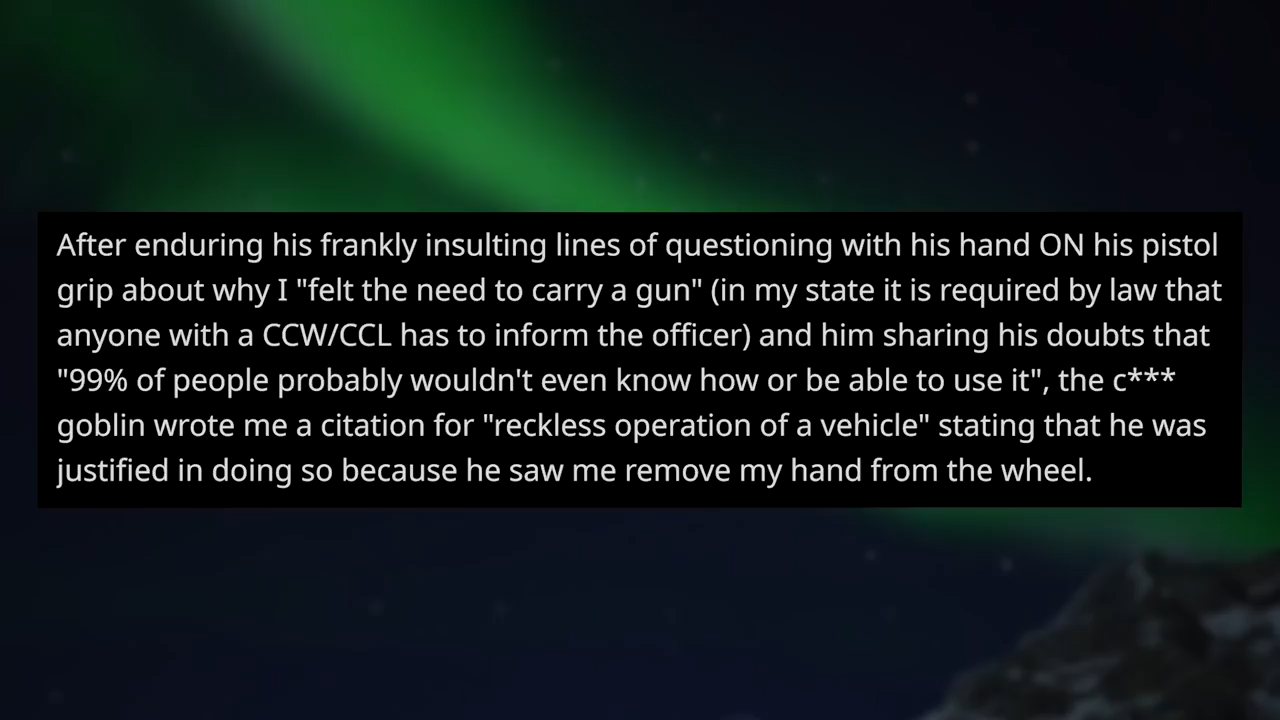 After enduring his frankly insulting lines of questioning with his hand ON his pistol
grip about why I "felt the need to carry a gun" (in my state it is required by law that
anyone with a CCW/CCL has to inform the officer) and him sharing his doubts that
"99% of people probably wouldn't even know how or be able to use it", the c***
goblin wrote me a citation for "reckless operation of a vehicle" stating that he was
justified in doing so because he saw me remove my hand from the wheel.